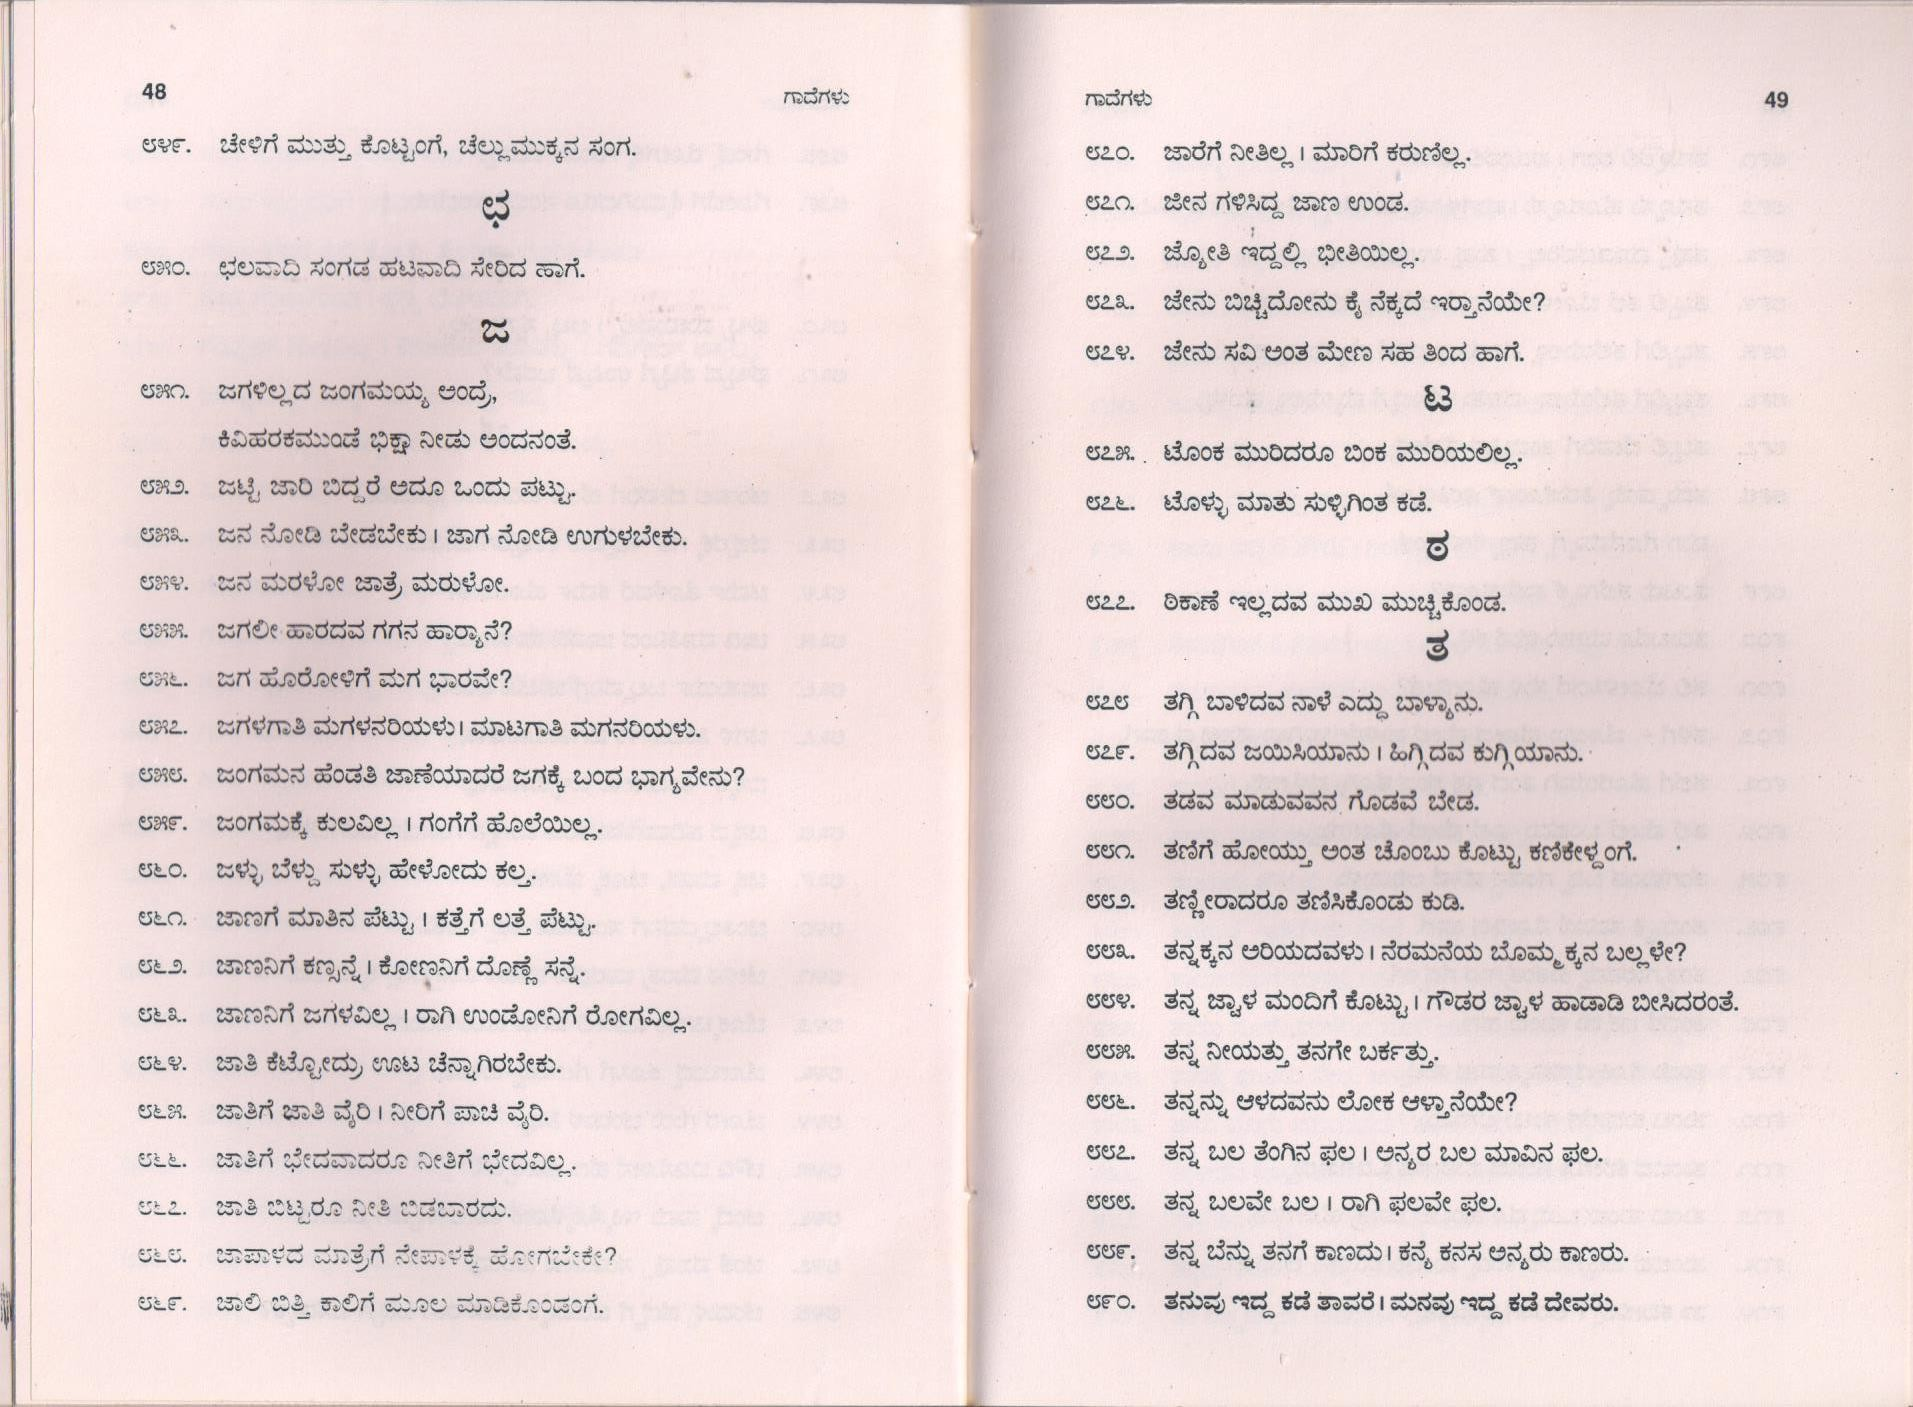 48
ಗಾದೆಗಳು
೮೪೯. ಚೇಳಿಗೆ ಮುತ್ತು ಕೊಟ್ಟಂಗೆ, ಚೆಲ್ಲುಮುಕ್ಕನ ಸಂಗ.
ಛ
೮೫೦. ಛಲವಾದಿ ಸಂಗಡ ಹಟವಾದಿ ಸೇರಿದ ಹಾಗೆ.
ಜ
೮೫೧. ಜಗಳಿಲ್ಲದ ಜಂಗಮಯ್ಯ ಅಂದ್ರೆ,
ಕಿವಿಹರಕಮುಂಡೆ ಭಿಕ್ಷಾ ನೀಡು ಅಂದನಂತೆ.
೮೫೨. ಜಟ್ಟಿ ಜಾರಿ ಬಿದ್ದರೆ ಅದೂ ಒಂದು ಪಟ್ಟು.
೮೫೩. ಜನ ನೋಡಿ ಬೇಡಬೇಕು। ಜಾಗ ನೋಡಿ ಉಗುಳಬೇಕು.
೮೫೪. ಜನ ಮರಳೋ ಜಾತ್ರೆ ಮರುಳೋ.
೮೫೫. ಜಗಲೀ ಹಾರದವ ಗಗನ ಹಾರ‍್ಯಾನೆ?
೮೫೬. ಜಗ ಹೊರೋಳಿಗೆ ಮಗ ಭಾರವೇ?
೮೫೭. ಜಗಳಗಾತಿ ಮಗಳನರಿಯಳು। ಮಾಟಗಾತಿ ಮಗನರಿಯಳು.
೮೫೮. ಜಂಗಮನ ಹೆಂಡತಿ ಜಾಣೆಯಾದರೆ ಜಗಕ್ಕೆ ಬಂದ ಭಾಗ್ಯವೇನು?
೮೫೯. ಜಂಗಮಕ್ಕೆ ಕುಲವಿಲ್ಲ । ಗಂಗೆಗೆ ಹೊಲೆಯಿಲ್ಲ.
೮೬೦. ಜಳ್ಳು ಬೆಳ್ದು ಸುಳ್ಳು ಹೇಳೋದು ಕಲ್ತ.
೮೬೧. ಜಾಣಗೆ ಮಾತಿನ ಪೆಟ್ಟು । ಕತ್ತೆಗೆ ಲತ್ತೆ ಪೆಟ್ಟು.
೮೬೨. ಜಾಣನಿಗೆ ಕಣ್ಸನ್ನೆ। ಕೋಣನಿಗೆ ದೊಣ್ಣೆ ಸನ್ನೆ.
೮೬೩. ಜಾಣನಿಗೆ ಜಗಳವಿಲ್ಲ । ರಾಗಿ ಉಂಡೋನಿಗೆ ರೋಗವಿಲ್ಲ.
೮೬೪. ಜಾತಿ ಕೆಟ್ಟೋದ್ರು ಊಟ ಚೆನ್ನಾಗಿರಬೇಕು.
೮೬೫. ಜಾತಿಗೆ ಜಾತಿ ವೈರಿ। ನೀರಿಗೆ ಪಾಚಿ ವೈರಿ.
೮೬೬. ಜಾತಿಗೆ ಭೇದವಾದರೂ ನೀತಿಗೆ ಭೇದವಿಲ್ಲ.
೮೬೭. ಜಾತಿ ಬಿಟ್ಟರೂ ನೀತಿ ಬಿಡಬಾರದು.
೮೬೮. ಜಾಪಾಳದ ಮಾತ್ರೆಗೆ ನೇಪಾಳಕ್ಕೆ ಹೋಗಬೇಕೇ?
೮೬೯. ಜಾಲಿ ಬಿತ್ತಿ ಕಾಲಿಗೆ ಮೂಲ ಮಾಡಿಕೊಂಡಂಗೆ.
ಗಾದೆಗಳು
49
೮೭೦. ಜಾರೆಗೆ ನೀತಿಲ್ಲ । ಮಾರಿಗೆ ಕರುಣಿಲ್ಲ.
೮೭೧. ಜೀನ ಗಳಿಸಿದ್ದ ಜಾಣ ಉಂಡ.
೮೭೨. ಜ್ಯೋತಿ ಇದ್ದಲ್ಲಿ ಭೀತಿಯಿಲ್ಲ.
೮೭೩. ಜೇನು ಬಿಚ್ಚಿದೋನು ಕೈ ನೆಕ್ಕದೆ ಇರ‍್ತಾನೆಯೇ?
೮೭೪. ಜೇನು ಸವಿ ಅಂತ ಮೇಣ ಸಹ ತಿಂದ ಹಾಗೆ.
ಟ
೮೭೫. ಟೊಂಕ ಮುರಿದರೂ ಬಿಂಕ ಮುರಿಯಲಿಲ್ಲ.
೮೭೬. ಟೊಳ್ಳು ಮಾತು ಸುಳ್ಳಿಗಿಂತ ಕಡೆ.
ಠ
೮೭೭. ಠಿಕಾಣೆ ಇಲ್ಲದವ ಮುಖ ಮುಚ್ಚಿಕೊಂಡ.
ತ
೮೭೮ ತಗ್ಗಿ ಬಾಳಿದವ ನಾಳೆ ಎದ್ದು ಬಾಳ್ಯಾನು.
೮೭೯. ತಗ್ಗಿದವ ಜಯಿಸಿಯಾನು। ಹಿಗ್ಗಿದವ ಕುಗ್ಗಿಯಾನು.
೮೮೦. ತಡವ ಮಾಡುವವನ ಗೊಡವೆ ಬೇಡ.
೮೮೧. ತಣಿಗೆ ಹೋಯ್ತು ಅಂತ ಚೊಂಬು ಕೊಟ್ಟು ಕಣಿಕೇಳ್ದಂಗೆ.
೮೮೨. ತಣ್ಣೀರಾದರೂ ತಣಿಸಿಕೊಂಡು ಕುಡಿ.
೮೮೩. ತನ್ನಕ್ಕನ ಅರಿಯದವಳು। ನೆರಮನೆಯ ಬೊಮ್ಮಕ್ಕನ ಬಲ್ಲಳೇ?
೮೮೪. ತನ್ನ ಜ್ವಾಳ ಮಂದಿಗೆ ಕೊಟ್ಟು। ಗೌಡರ ಜ್ವಾಳ ಹಾಡಾಡಿ ಬೀಸಿದರಂತೆ.
೮೮೫. ತನ್ನ ನೀಯತ್ತು ತನಗೇ ಬರ್ಕತ್ತು.
೮೮೬. ತನ್ನನ್ನು ಆಳದವನು ಲೋಕ ಆಳ್ತಾನೆಯೇ?
೮೮೭. ತನ್ನ ಬಲ ತೆಂಗಿನ ಫಲ। ಅನ್ಯರ ಬಲ ಮಾವಿನ ಫಲ.
೮೮೮. ತನ್ನ ಬಲವೇ ಬಲ। ರಾಗಿ ಫಲವೇ ಫಲ.
೮೮೯. ತನ್ನ ಬೆನ್ನು ತನಗೆ ಕಾಣದು। ಕನ್ಯೆ ಕನಸ ಅನ್ಯರು ಕಾಣರು.
೮೯೦. ತನುವು ಇದ್ದ ಕಡೆ ತಾವರೆ। ಮನವು ಇದ್ದ ಕಡೆ ದೇವರು.